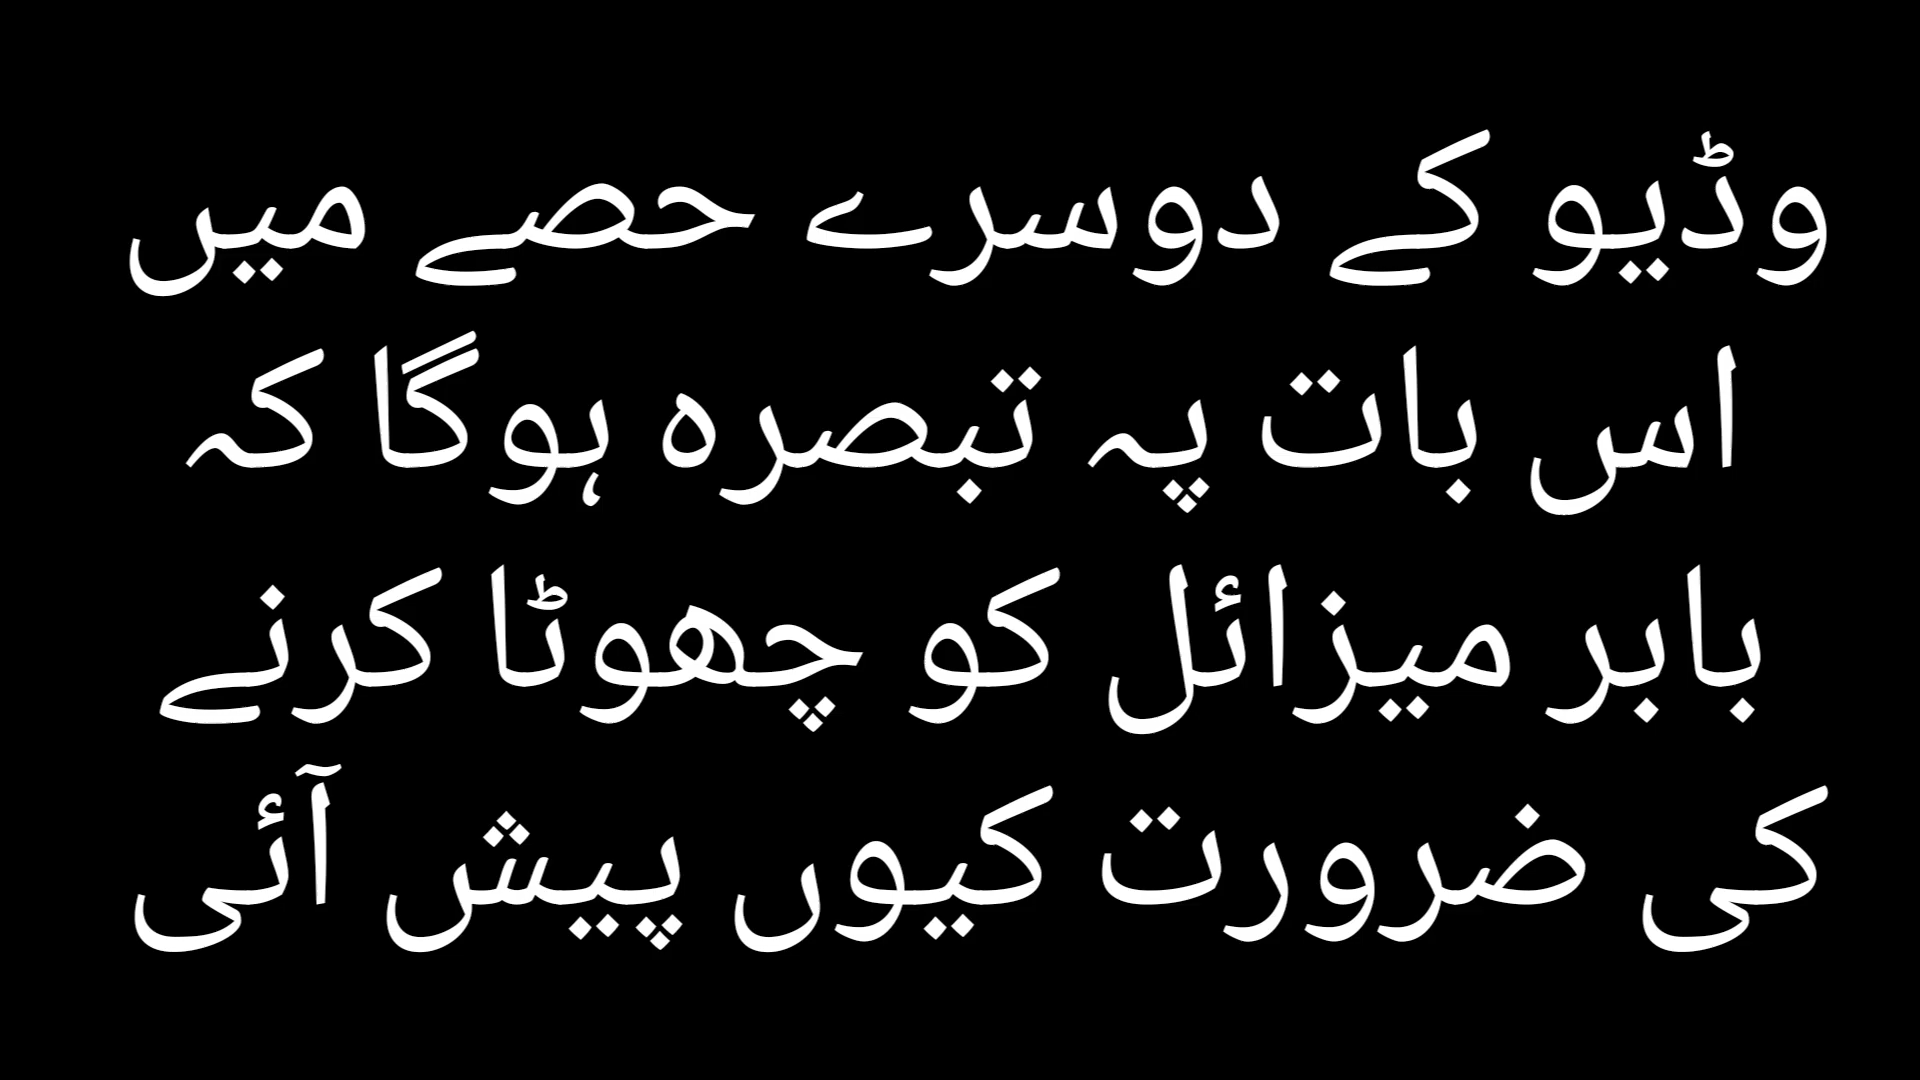 وڈیو کے دوسرے حصے میں
اس بات پہ تبصرہ ہوگا کہ
بابر میزائل کو چھوٹا کرنے
کی ضرورت کیوں پیش آئی